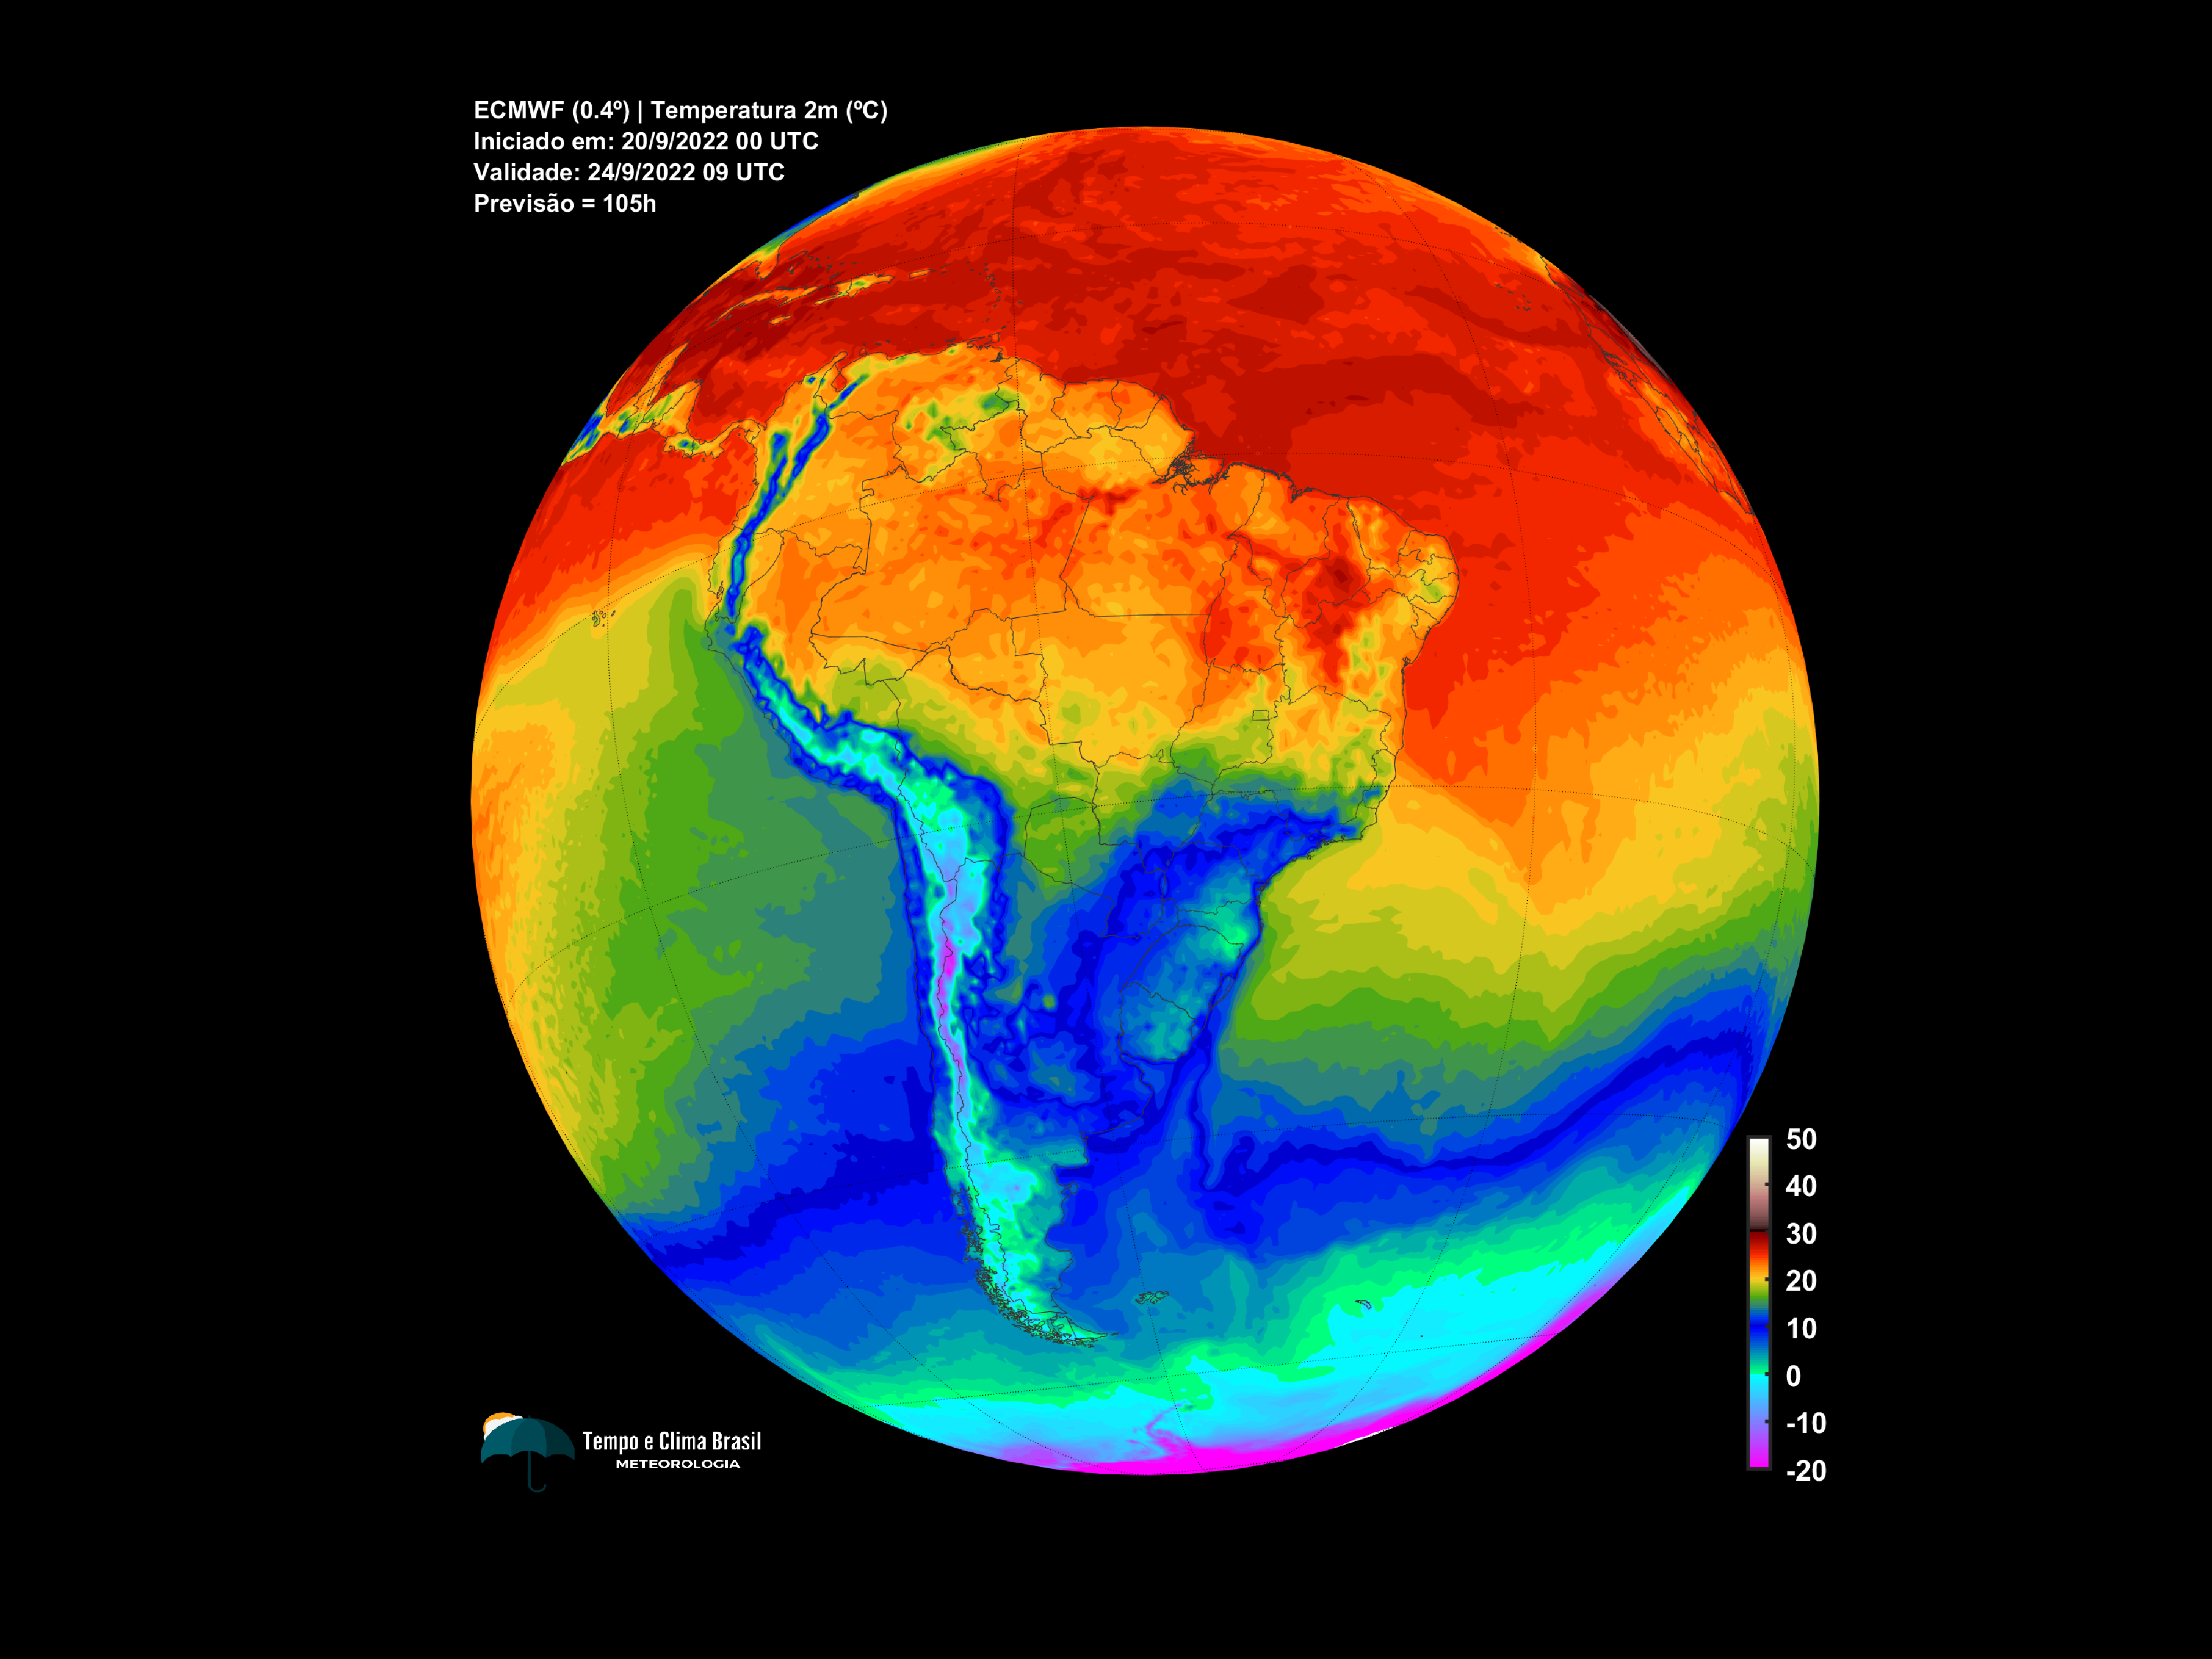 ECMWF (0.4º) | Temperatura 2m (ºC)
Iniciado em: 20/9/2022 00 UTC
Validade: 24/9/2022 09 UTC
Previsão = 105h
50
40
30
20
10
0
-10
-20
Tempo e Clima Brasil
METEOROLOGIA